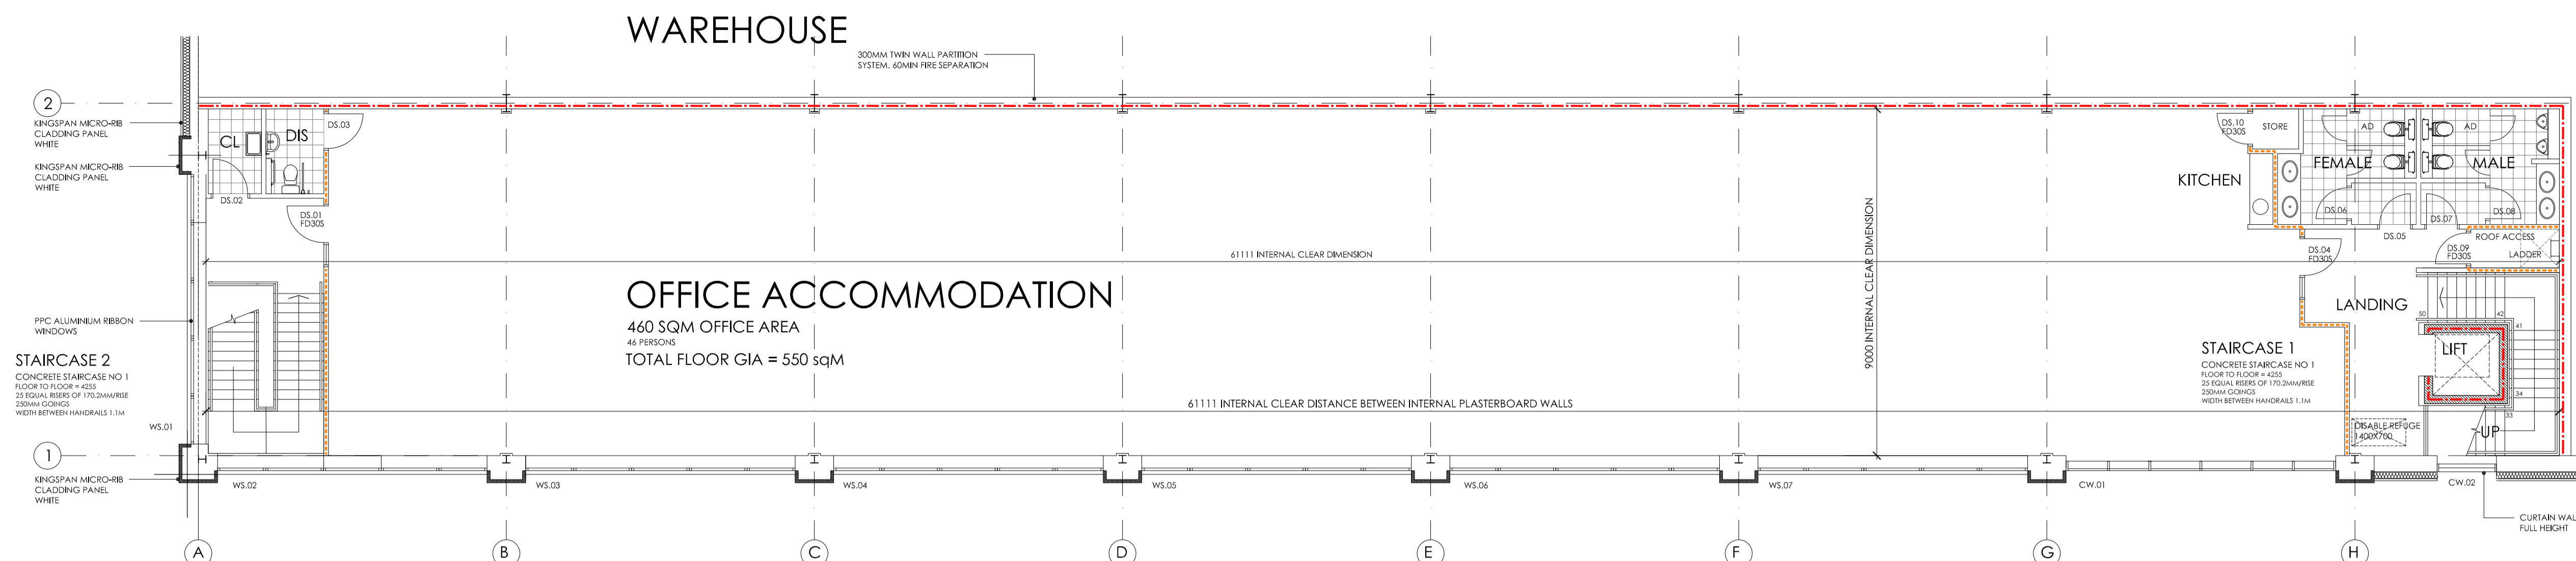 WAREHOUSE
300MM TWIN WALL PARTITION
SYSTEM. 60MIN FIRE SEPARATION
2
KINGSPAN MICRO-RIB
CLADDING PANEL
WHITE
KINGSPAN MICRO-RIB
CLADDING PANEL
WHITE
CL
DIS
DS.03
DS.02
DS.01
FD30S
DS.10
FD30S
STORE
AD
AD
FEMALE
MALE
KITCHEN
DS.06
DS.07
DS.08
DS.05
DS.04
FD30S
DS.09
FD30S
ROOF ACCESS
LADDER
9000 INTERNAL CLEAR DIMENSION
61111 INTERNAL CLEAR DIMENSION
OFFICE ACCOMMODATION
460 SQM OFFICE AREA
46 PERSONS
TOTAL FLOOR GIA = 550 sqM
LANDING
50
42
41
34
33
LIFT
PPC ALUMINIUM RIBBON
WINDOWS
STAIRCASE 2
CONCRETE STAIRCASE NO 1
FLOOR TO FLOOR = 4255
25 EQUAL RISERS OF 170.2MM/RISE
250MM GOINGS
WIDTH BETWEEN HANDRAILS 1.1M
STAIRCASE 1
CONCRETE STAIRCASE NO 1
FLOOR TO FLOOR = 4255
25 EQUAL RISERS OF 170.2MM/RISE
250MM GOINGS
WIDTH BETWEEN HANDRAILS 1.1M
61111 INTERNAL CLEAR DISTANCE BETWEEN INTERNAL PLASTERBOARD WALLS
DISABLE REFUGE
1400X700
UP
WS.01
1
KINGSPAN MICRO-RIB
CLADDING PANEL
WHITE
WS.02
WS.03
WS.04
WS.05
WS.06
WS.07
CW.01
CW.02
CURTAIN WAL
FULL HEIGHT
A
B
C
D
E
F
G
H